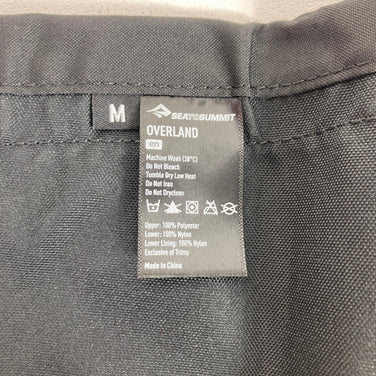 M
SEA TO SUMMIT
OVERLAND
en
Machine Wash (30°C)
Do Not Bleach
Tumble Dry Low Heat
Do Not Iron
Do Not Dryclean
Upper: 100% Polyester
Lower: 100% Nylon
Lower Lining: 100% Nylon
Exclusive of Trims
Made in China